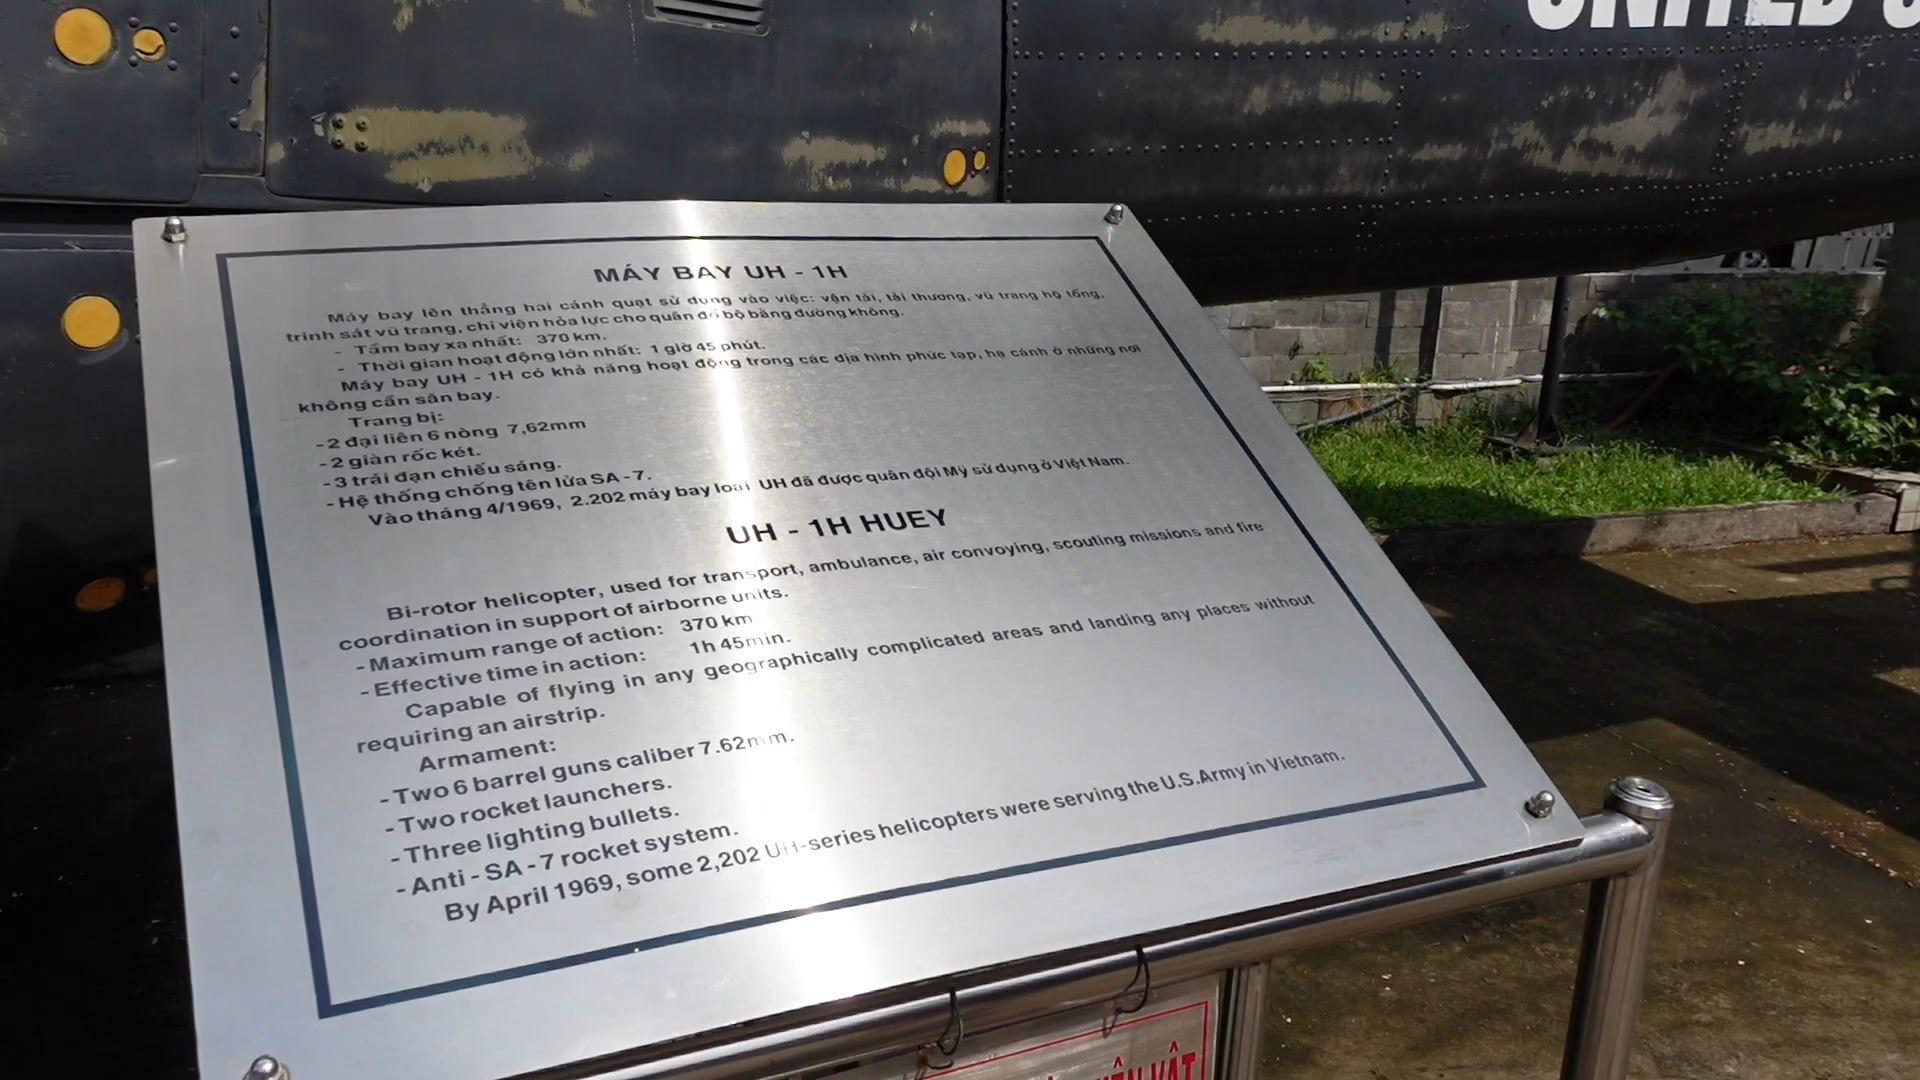 UNITED
MÁY BAY UH - 1H
Máy bay lên thẳng hai cánh quạt sử dụng vào việc: vận tải, tải thương, vũ trang hộ tống,
trinh sát vũ trang, chi viện hỏa lực cho quân đổ bộ bằng đường không.
- Tầm bay xa nhất: 370 km.
- Thời gian hoạt động lớn nhất: 1 giờ 45 phút.
Máy bay UH - 1H có khả năng hoạt động trong các địa hình phức tạp, hạ cánh ở những nơi
không cần sân bay.
Trang bị:
- 2 đại liên 6 nòng 7,62mm
- 2 giàn rốc két.
- 3 trái đạn chiếu sáng.
- Hệ thống chống tên lửa SA - 7.
Vào tháng 4/1969, 2.202 máy bay loại UH đã được quân đội Mỹ sử dụng ở Việt Nam.
UH - 1H HUEY
Bi-rotor helicopter, used for transport, ambulance, air convoying, scouting missions and fire
coordination in support of airborne units.
- Maximum range of action: 370 km
- Effective time in action: 1h 45min.
Capable of flying in any geographically complicated areas and landing any places without
requiring an airstrip.
Armament:
- Two 6 barrel guns caliber 7.62mm.
- Two rocket launchers.
- Three lighting bullets.
- Anti - SA - 7 rocket system.
By April 1969, some 2,202 UH-series helicopters were serving the U.S.Army in Vietnam.
VẬT